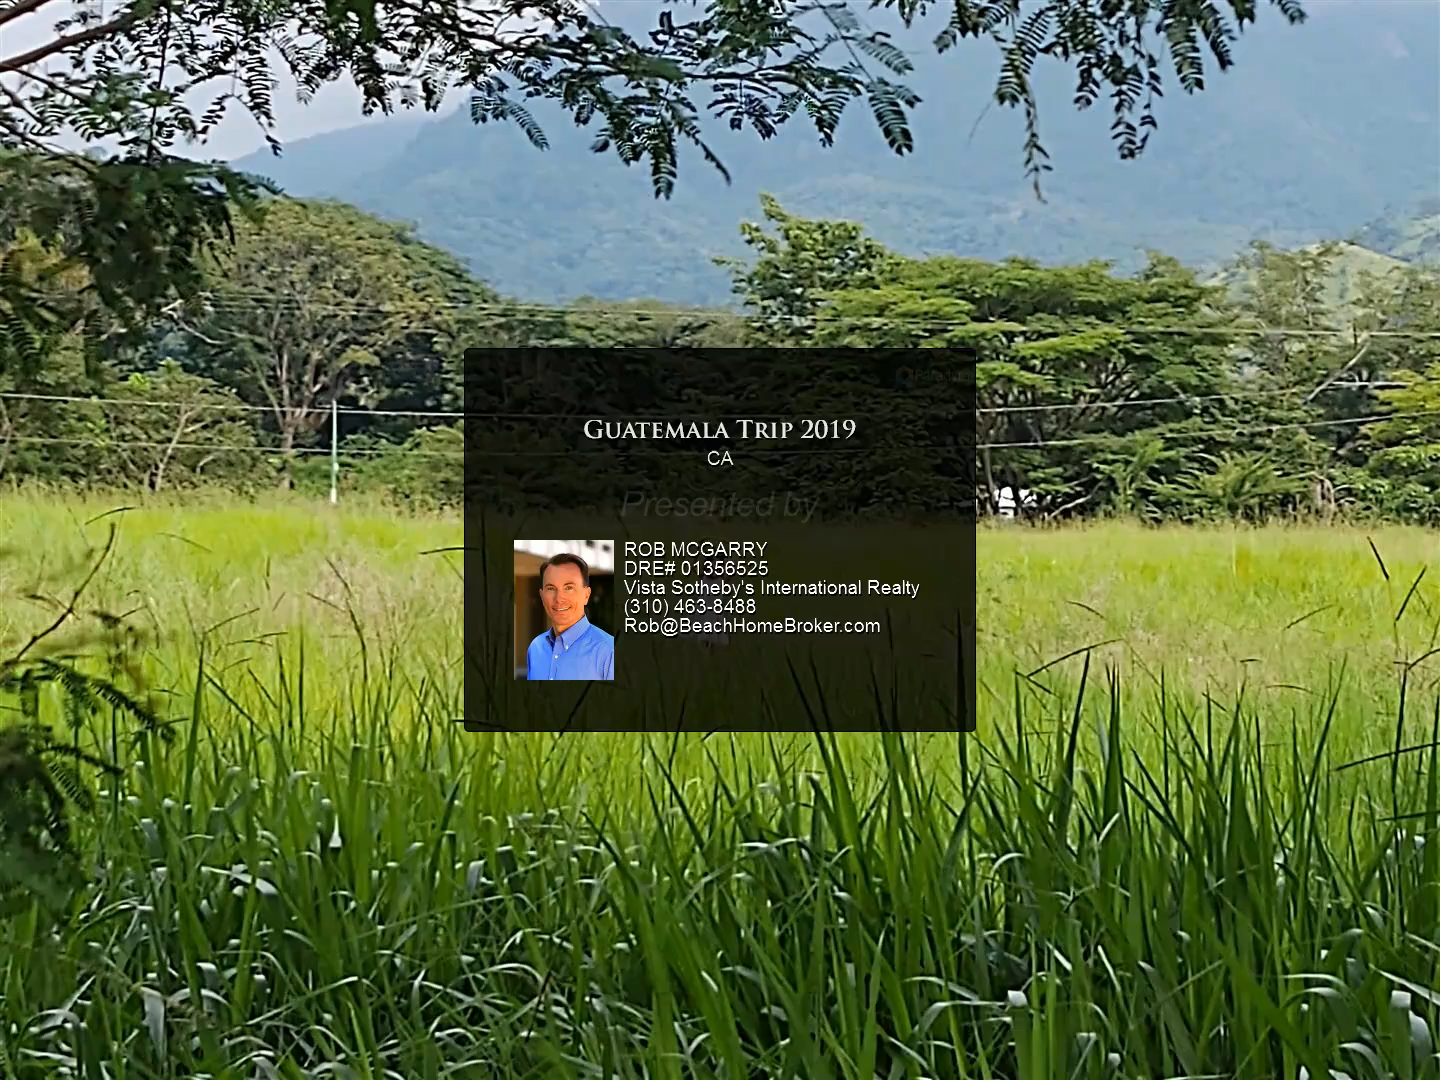 GUATEMALA TRIP 2019
CA
Presented by
ROB MCGARRY
DRE# 01356525
Vista Sotheby's International Realty
(310) 463-8488
Rob@BeachHomeBroker.com